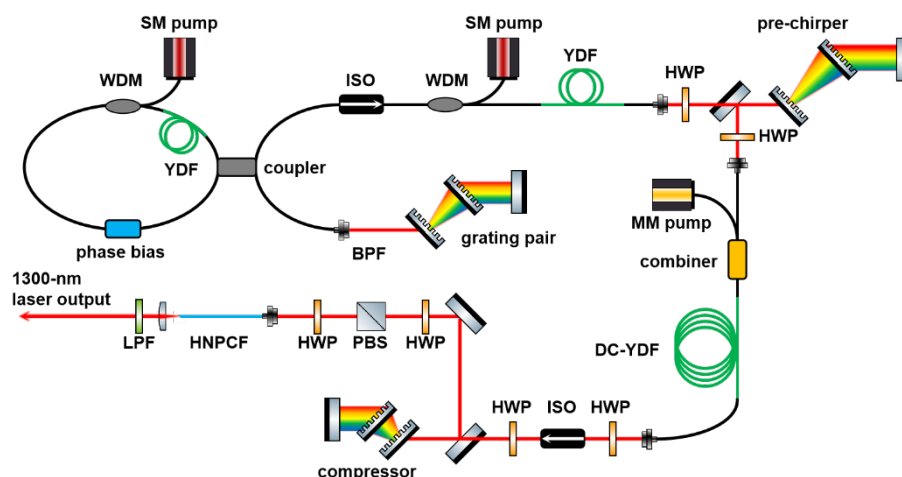 SM pump
SM pump
pre-chirper
WDM
ISO
WDM
YDF
HWP
HWP
YDF
coupler
MM pump
phase bias
BPF
grating pair
combiner
1300-nm
laser output
LPF
HNPCF
HWP
PBS
HWP
DC-YDF
HWP
ISO
HWP
compressor